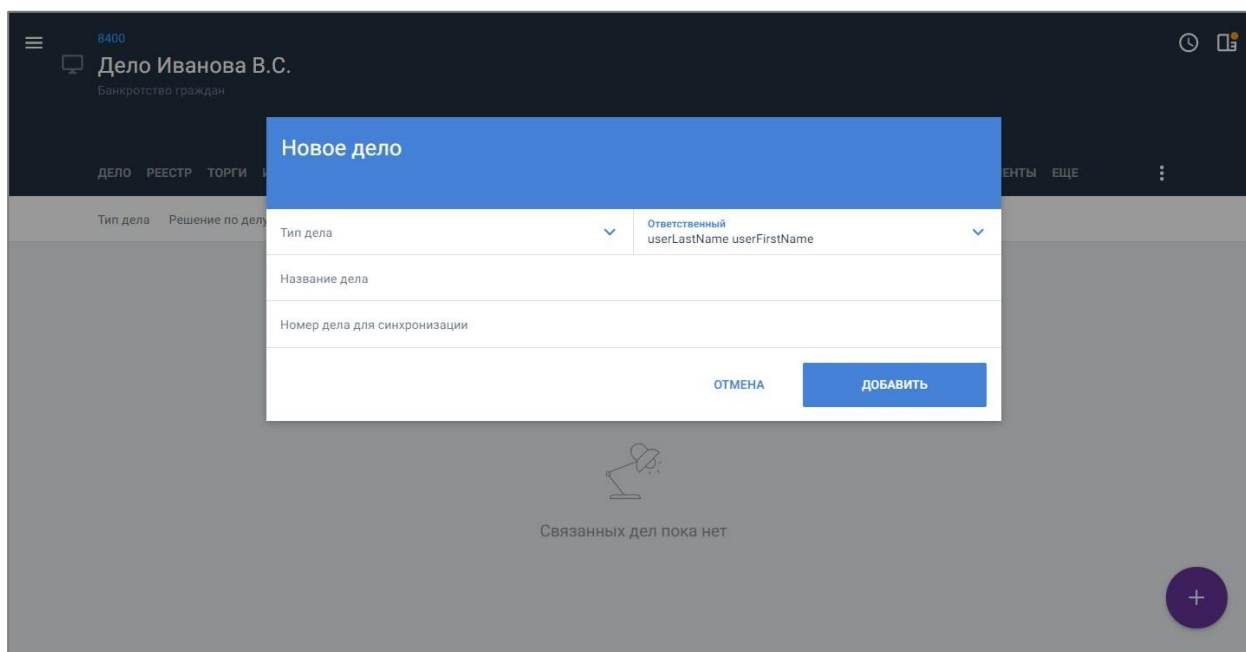 8400
Дело Иванова В.С.
Банкротство граждан
Новое дело
ДЕЛО РЕЕСТР ТОРГИ ЕЩЕ
Тип дела Решение по делу
Тип дела
Ответственный
userLastName userFirstName
Название дела
Номер дела для синхронизации
ОТМЕНА ДОБАВИТЬ
Связанных дел пока нет